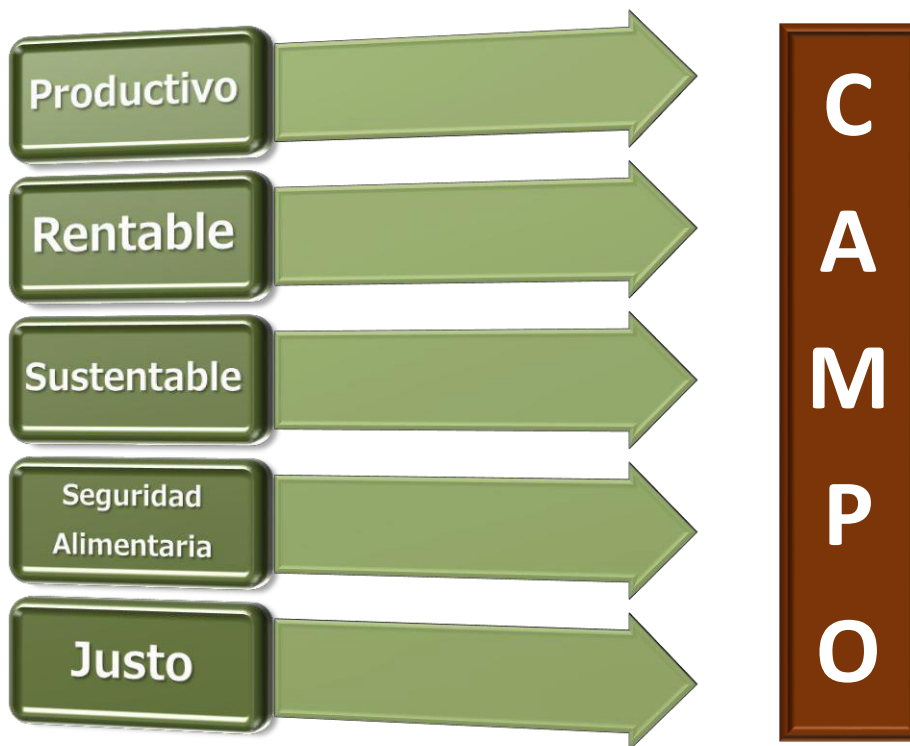 Productivo
Rentable
Sustentable
Seguridad
Alimentaria
Justo
C
A
M
P
O